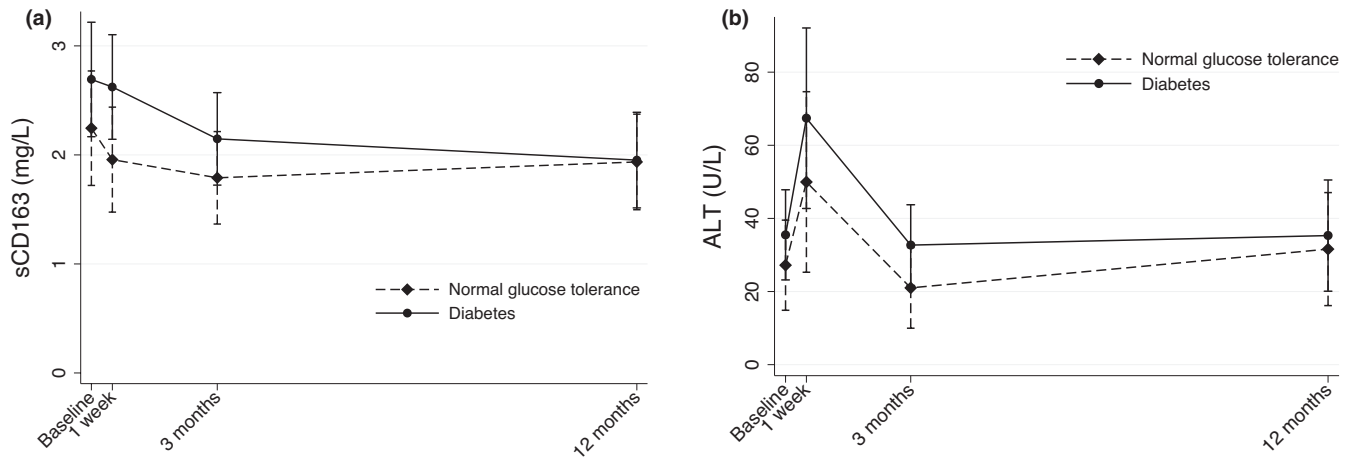 (a)
sCD163 (mg/L)
3
2
1
0
Normal glucose tolerance
Diabetes
Baseline
1 week
3 months
12 months
(b)
ALT (U/L)
80
60
40
20
0
Normal glucose tolerance
Diabetes
Baseline
1 week
3 months
12 months